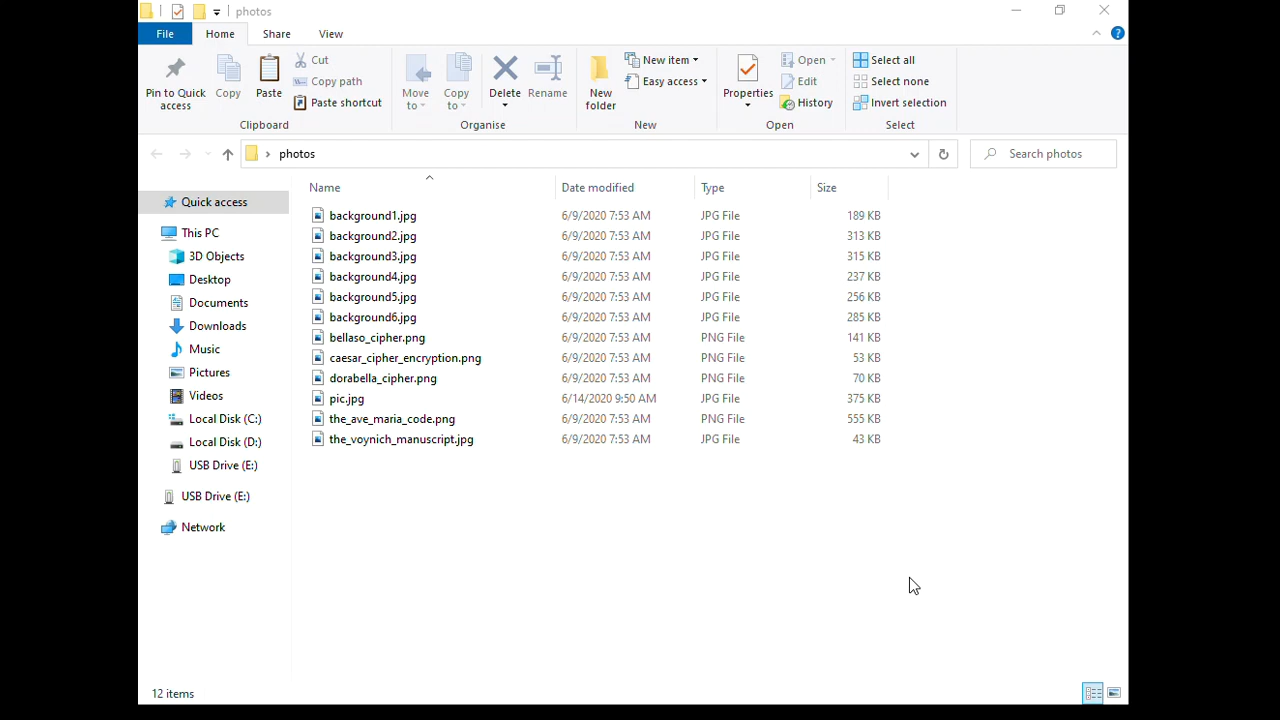 photos
File Home Share View
Pin to Quick access
Copy
Paste
Cut
Copy path
Paste shortcut
Clipboard
Move to
Copy to
Delete
Rename
Organise
New folder
New item
Easy access
New
Properties
Open
Edit
History
Open
Select all
Select none
Invert selection
Select
photos
Search photos
Quick access
This PC
3D Objects
Desktop
Documents
Downloads
Music
Pictures
Videos
Local Disk (C:)
Local Disk (D:)
USB Drive (E:)
USB Drive (E:)
Network
Name Date modified Type Size
background1.jpg 6/9/2020 7:53 AM JPG File 189 KB
background2.jpg 6/9/2020 7:53 AM JPG File 313 KB
background3.jpg 6/9/2020 7:53 AM JPG File 315 KB
background4.jpg 6/9/2020 7:53 AM JPG File 237 KB
background5.jpg 6/9/2020 7:53 AM JPG File 256 KB
background6.jpg 6/9/2020 7:53 AM JPG File 285 KB
bellaso_cipher.png 6/9/2020 7:53 AM PNG File 141 KB
caesar_cipher_encryption.png 6/9/2020 7:53 AM PNG File 53 KB
dorabella_cipher.png 6/9/2020 7:53 AM PNG File 70 KB
pic.jpg 6/14/2020 9:50 AM JPG File 375 KB
the_ave_maria_code.png 6/9/2020 7:53 AM PNG File 555 KB
the_voynich_manuscript.jpg 6/9/2020 7:53 AM JPG File 43 KB
12 items